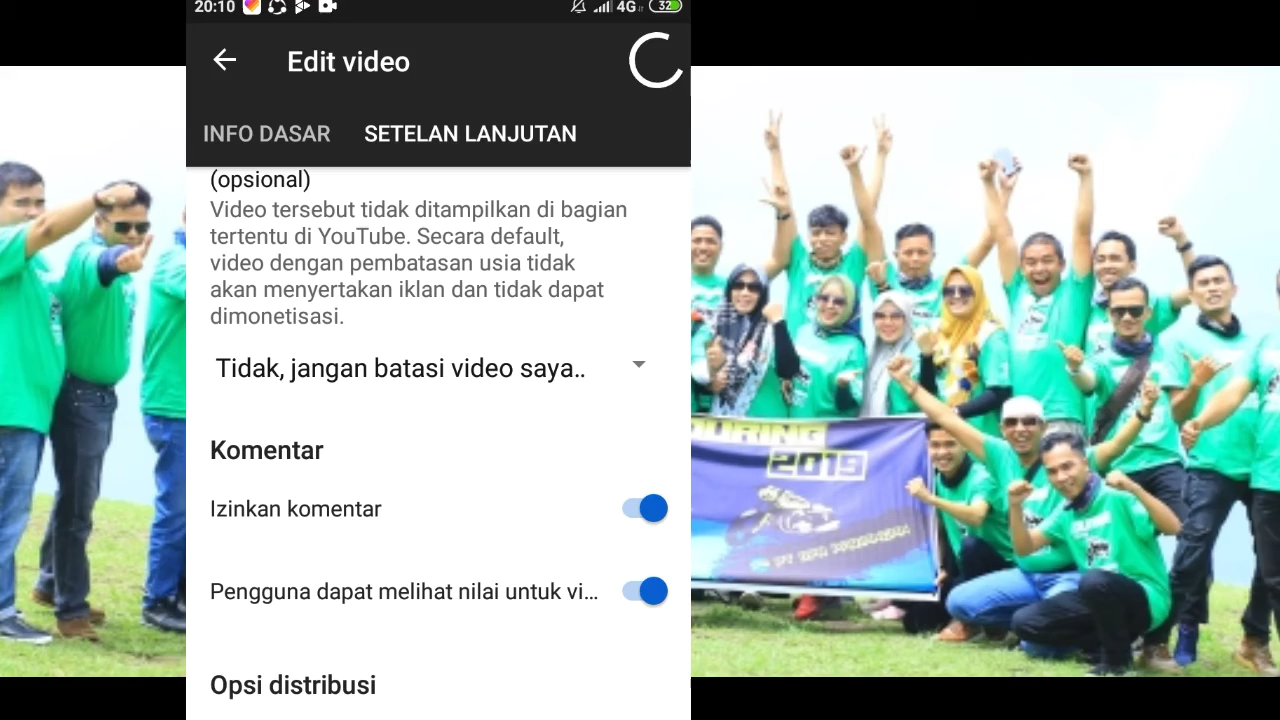 20:10 4G 32
Edit video
INFO DASAR SETELAN LANJUTAN
(opsional)
Video tersebut tidak ditampilkan di bagian
tertentu di YouTube. Secara default,
video dengan pembatasan usia tidak
akan menyertakan iklan dan tidak dapat
dimonetisasi.
Tidak, jangan batasi video saya..
Komentar
Izinkan komentar
Pengguna dapat melihat nilai untuk vi...
Opsi distribusi
2019